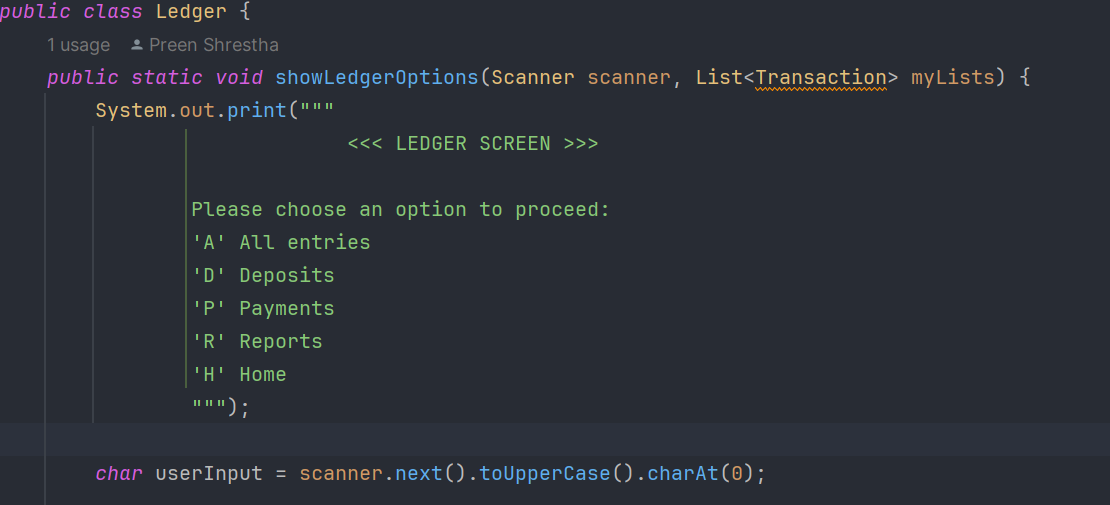 public class Ledger {
1 usage Preen Shrestha
public static void showLedgerOptions(Scanner scanner, List<Transaction> myLists) {
System.out.print("""
<<< LEDGER SCREEN >>>
Please choose an option to proceed:
'A' All entries
'D' Deposits
'P' Payments
'R' Reports
'H' Home
""");
char userInput = scanner.next().toUpperCase().charAt(0);